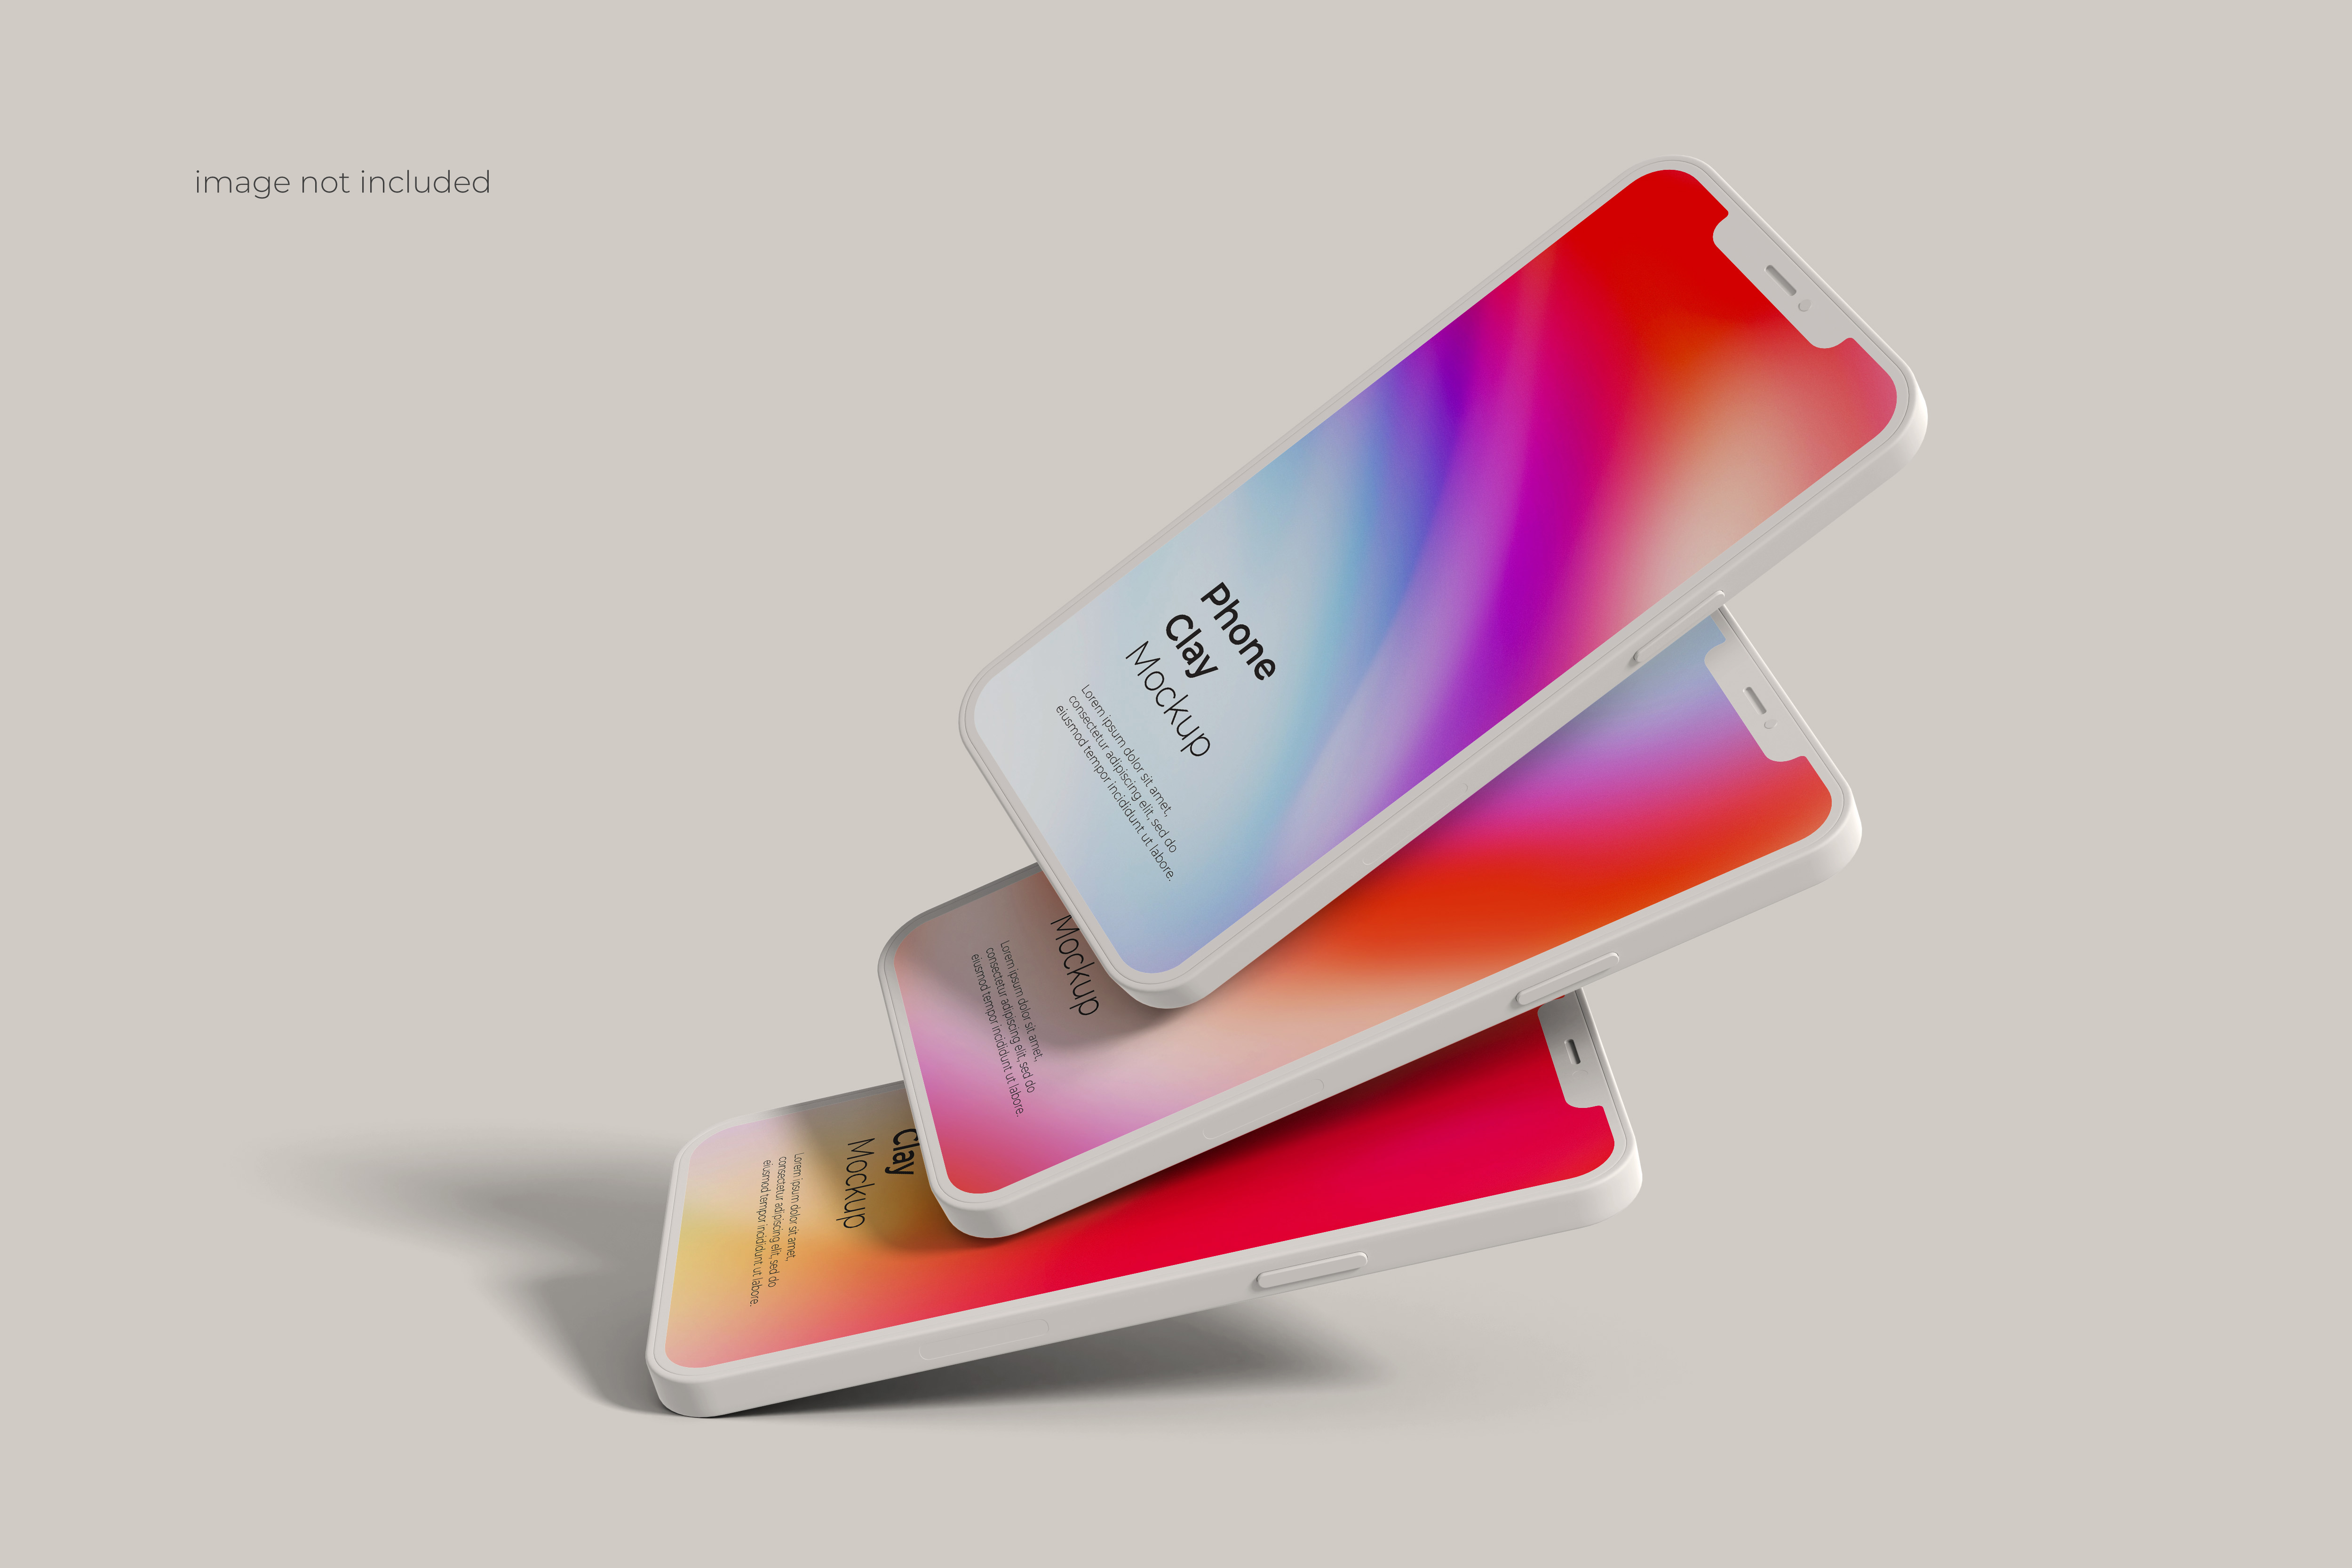 image not included
Phone
Clay
Mockup
Lorem ipsum dolor sit amet,
consectetur adipiscing elit, sed do
eiusmod tempor incididunt ut labore.
Mockup
Lorem ipsum dolor sit amet,
consectetur adipiscing elit, sed do
eiusmod tempor incididunt ut labore.
Clay
Mockup
Lorem ipsum dolor sit amet,
consectetur adipiscing elit, sed do
eiusmod tempor incididunt ut labore.